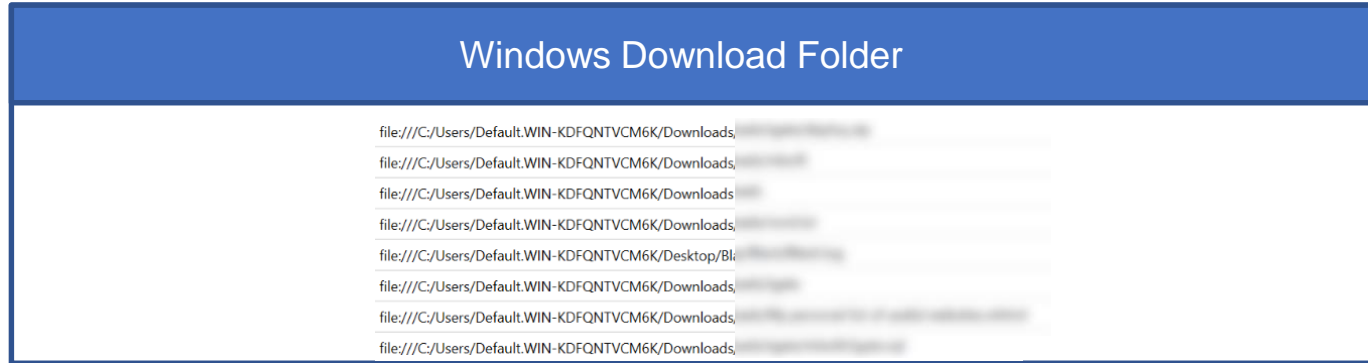 Windows Download Folder
file:///C:/Users/Default.WIN-KDFQNTVCM6K/Downloads/
file:///C:/Users/Default.WIN-KDFQNTVCM6K/Downloads/
file:///C:/Users/Default.WIN-KDFQNTVCM6K/Downloads
file:///C:/Users/Default.WIN-KDFQNTVCM6K/Downloads/
file:///C:/Users/Default.WIN-KDFQNTVCM6K/Desktop/Bla
file:///C:/Users/Default.WIN-KDFQNTVCM6K/Downloads/
file:///C:/Users/Default.WIN-KDFQNTVCM6K/Downloads/
file:///C:/Users/Default.WIN-KDFQNTVCM6K/Downloads/